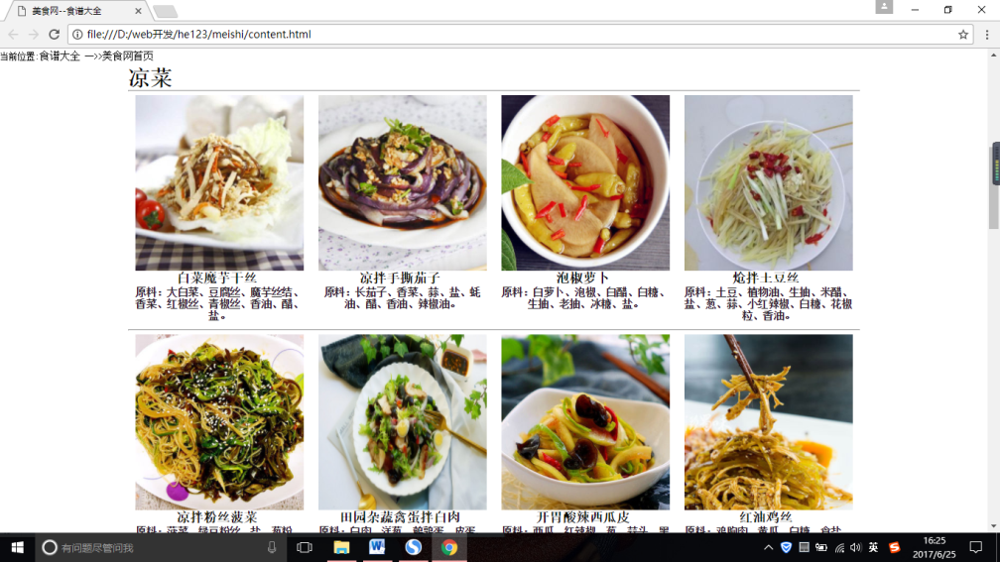 美食网--食谱大全
file:///D:/web开发/he123/meishi/content.html
当前位置:食谱大全 —>>美食网首页
凉菜
白菜魔芋干丝
原料：大白菜、豆腐丝、魔芋丝结、
香菜、红椒丝、青椒丝、香油、醋、
盐。
凉拌手撕茄子
原料：长茄子、香菜、蒜、盐、蚝
油、醋、香油、辣椒油。
泡椒萝卜
原料：白萝卜、泡椒、白醋、白糖、
生抽、老抽、冰糖、盐。
炝拌土豆丝
原料：土豆、植物油、生抽、米醋、
盐、葱、蒜、小红辣椒、白糖、花椒
粒、香油。
凉拌粉丝菠菜
原料：菠菜、绿豆粉丝、盐、葱粉
田园杂蔬禽蛋拌白肉
原料：白肉、洋葱、鹌鹑蛋、皮蛋
开胃酸辣西瓜皮
原料：西瓜、红辣椒、葱、蒜头、黑
红油鸡丝
原料：鸡胸肉、黄瓜、白糖、食盐
有问题尽管问我
英
16:25
2017/6/25